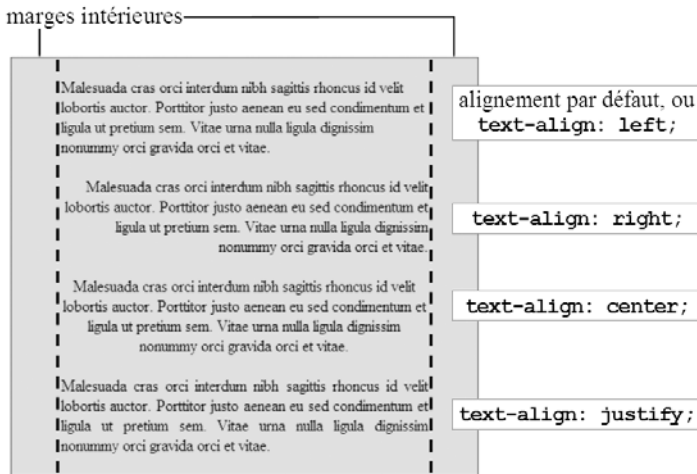 marges intérieures
Malesuada cras orci interdum nibh sagittis rhoncus id velit
lobortis auctor. Porttitor justo aenean eu sed condimentum et
ligula ut pretium sem. Vitae urna nulla ligula dignissim
nonummy orci gravida orci et vitae.
alignement par défaut, ou
text-align: left;
Malesuada cras orci interdum nibh sagittis rhoncus id velit
lobortis auctor. Porttitor justo aenean eu sed condimentum et
ligula ut pretium sem. Vitae urna nulla ligula dignissim
nonummy orci gravida orci et vitae.
text-align: right;
Malesuada cras orci interdum nibh sagittis rhoncus id velit
lobortis auctor. Porttitor justo aenean eu sed condimentum et
ligula ut pretium sem. Vitae urna nulla ligula dignissim
nonummy orci gravida orci et vitae.
text-align: center;
Malesuada cras orci interdum nibh sagittis rhoncus id velit
lobortis auctor. Porttitor justo aenean eu sed condimentum et
ligula ut pretium sem. Vitae urna nulla ligula dignissim
nonummy orci gravida orci et vitae.
text-align: justify;